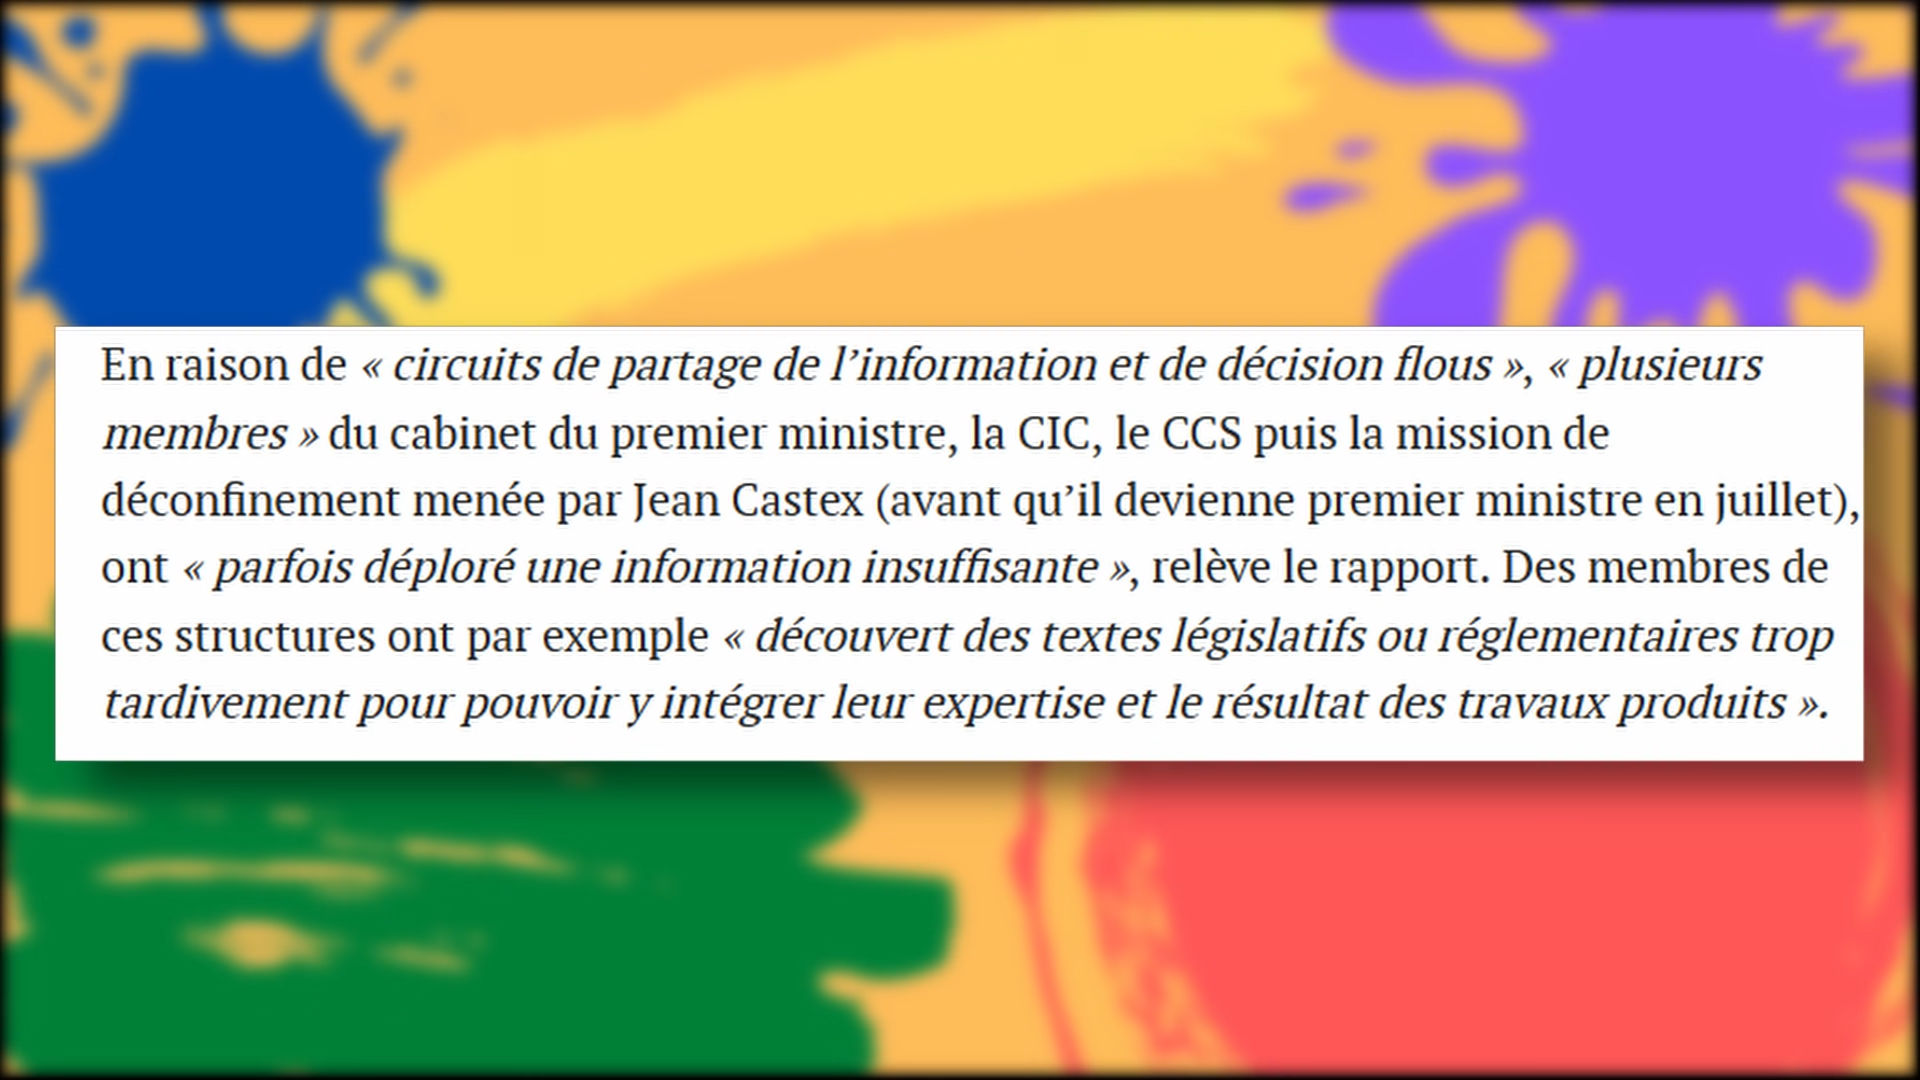 En raison de « circuits de partage de l’information et de décision flous », « plusieurs
membres » du cabinet du premier ministre, la CIC, le CCS puis la mission de
déconfinement menée par Jean Castex (avant qu’il devienne premier ministre en juillet),
ont « parfois déploré une information insuffisante », relève le rapport. Des membres de
ces structures ont par exemple « découvert des textes législatifs ou réglementaires trop
tardivement pour pouvoir y intégrer leur expertise et le résultat des travaux produits ».